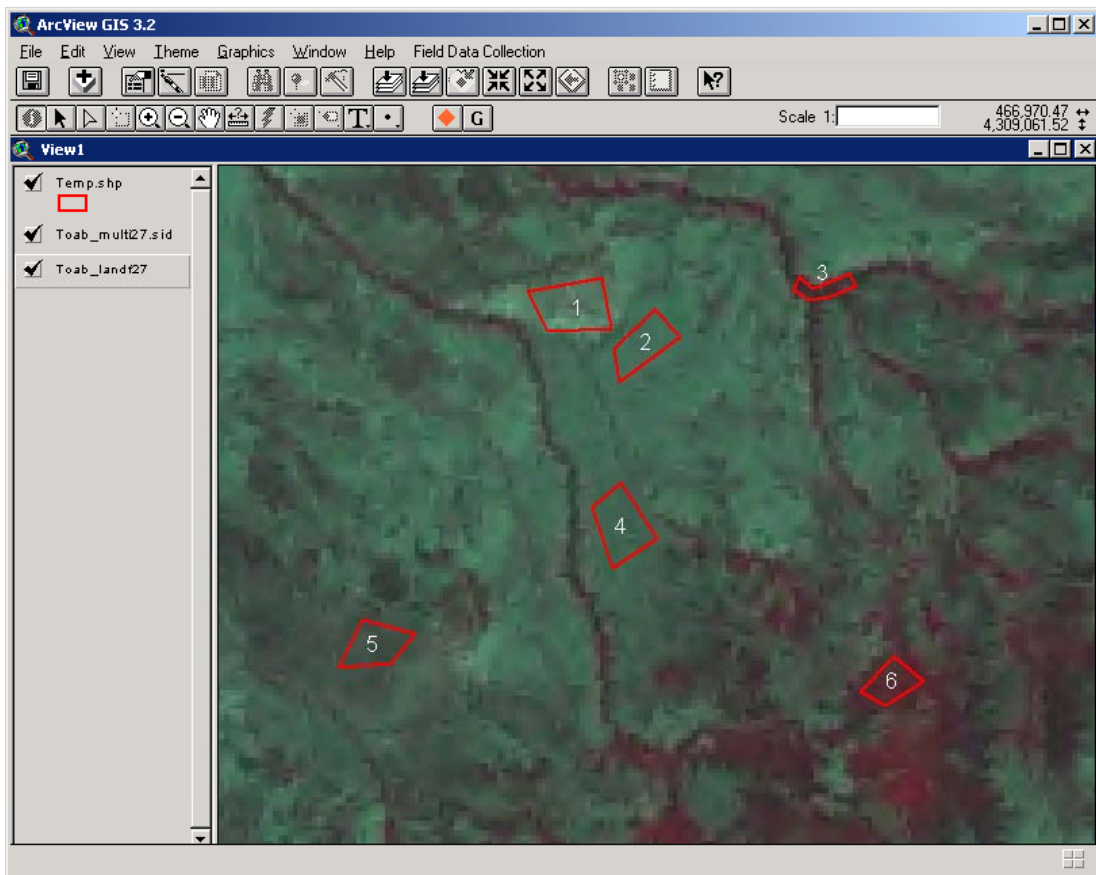 ArcView GIS 3.2
File Edit View Theme Graphics Window Help Field Data Collection
T G Scale 1: 466,970.47
4,309,061.52
View1
Temp.shp
Toab_multi27.sid
Toab_landf27
3
1
2
4
5
6